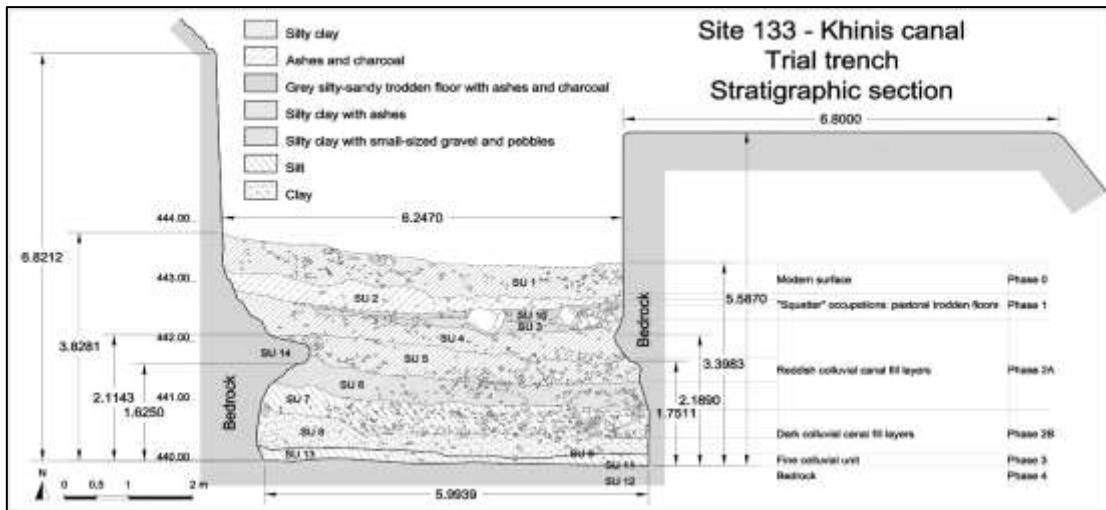 Site 133 - Khinis canal
Trial trench
Stratigraphic section
Silty clay
Ashes and charcoal
Grey silty-sandy trodden floor with ashes and charcoal
Silty clay with ashes
Silty clay with small-sized gravel and pebbles
Silt
Clay
6.8000
444.00
6.2470
6.8212
443.00
SU 1
SU 2
SU 10
SU 3
442.00
SU 4
3.8281
SU 14
SU 5
Bedrock
5.5870
3.3983
2.1143
1.6250
441.00
SU 6
SU 7
2.1890
1.7511
Bedrock
SU 8
SU 9
440.00
SU 13
SU 11
SU 12
5.9939
N
0 0,5 1 2 m
Modern surface Phase 0
"Squatter" occupations: pastoral trodden floors Phase 1
Reddish colluvial canal fill layers Phase 2A
Dark colluvial canal fill layers Phase 2B
Fine colluvial unit Phase 3
Bedrock Phase 4